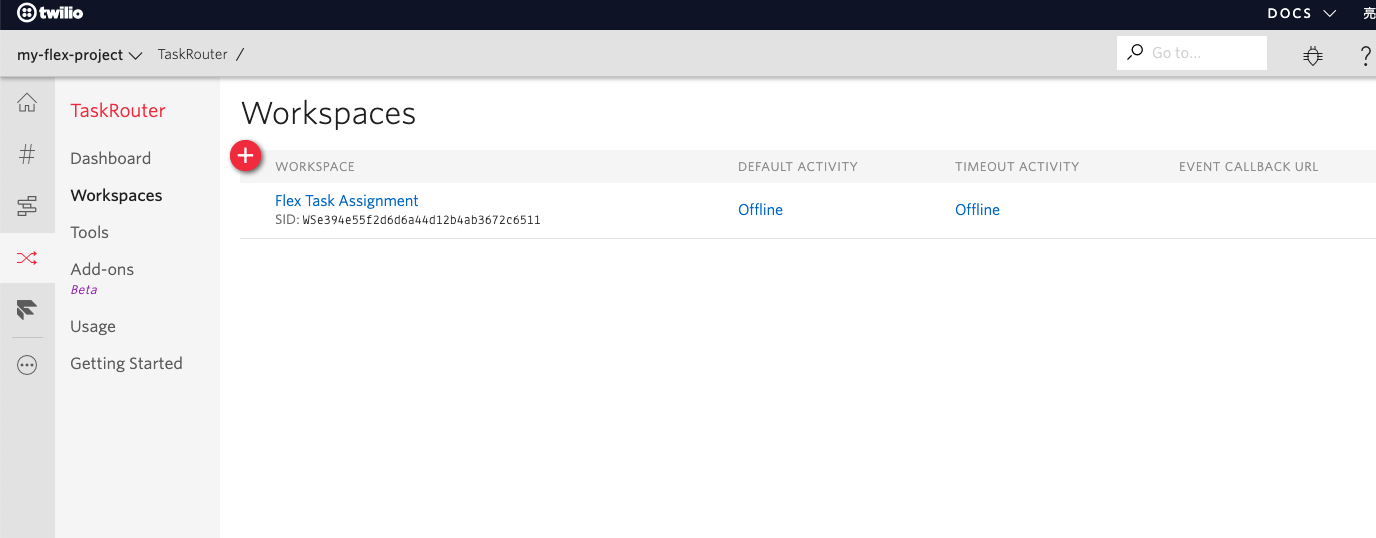 twilio
DOCS
亮
my-flex-project
TaskRouter /
Go to...
?
TaskRouter
Dashboard
Workspaces
Tools
Add-ons
Beta
Usage
Getting Started
Workspaces
WORKSPACE
DEFAULT ACTIVITY
TIMEOUT ACTIVITY
EVENT CALLBACK URL
Flex Task Assignment
SID: WSe394e55f2d6d6a44d12b4ab3672c6511
Offline
Offline